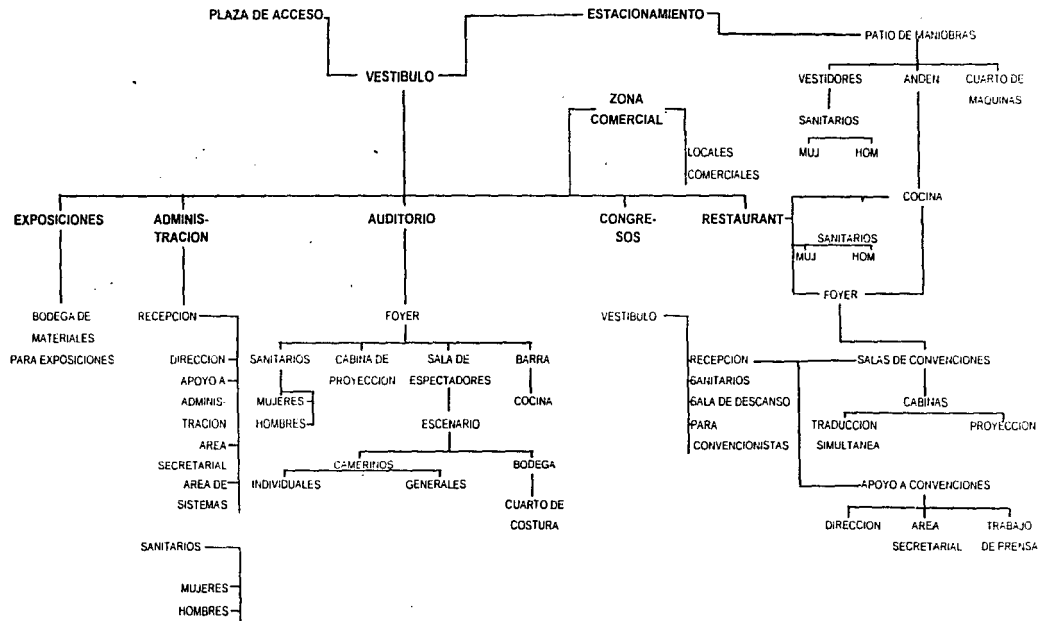 PLAZA DE ACCESO
ESTACIONAMIENTO
PATIO DE MANIOBRAS
VESTIBULO
VESTIDORES
ANDEN
CUARTO DE
MAQUINAS
SANITARIOS
MUJ
HOM
ZONA
COMERCIAL
LOCALES
COMERCIALES
EXPOSICIONES
ADMINIS-
TRACION
AUDITORIO
CONGRE-
SOS
RESTAURANT
COCINA
SANITARIOS
MUJ
HOM
FOYER
BODEGA DE
MATERIALES
PARA EXPOSICIONES
RECEPCION
DIRECCION
APOYO A
ADMINIS-
TRACION
AREA
SECRETARIAL
AREA DE
SISTEMAS
SANITARIOS
MUJERES
HOMBRES
FOYER
SANITARIOS
MUJERES
HOMBRES
CABINA DE
PROYECCION
SALA DE
ESPECTADORES
BARRA
COCINA
ESCENARIO
CAMERINOS
INDIVIDUALES
GENERALES
BODEGA
CUARTO DE
COSTURA
VESTIBULO
RECEPCION
SANITARIOS
SALA DE DESCANSO
PARA
CONVENCIONISTAS
SALAS DE CONVENCIONES
CABINAS
TRADUCCION
SIMULTANEA
PROYECCION
APOYO A CONVENCIONES
DIRECCION
AREA
SECRETARIAL
TRABAJO
DE PRENSA